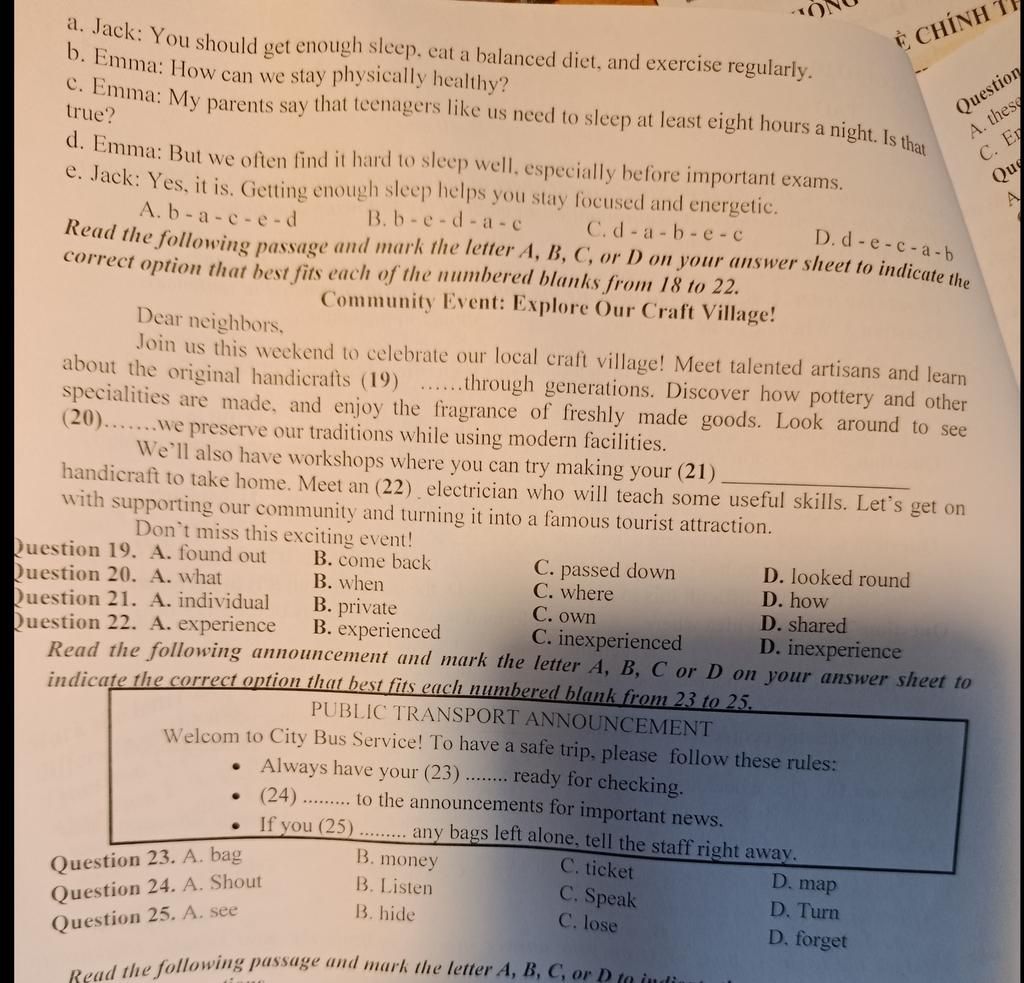 ÔNG
Ề CHÍNH T
a. Jack: You should get enough sleep, eat a balanced diet, and exercise regularly.
b. Emma: How can we stay physically healthy?
c. Emma: My parents say that teenagers like us need to sleep at least eight hours a night. Is that
true?
d. Emma: But we often find it hard to sleep well, especially before important exams.
e. Jack: Yes, it is. Getting enough sleep helps you stay focused and energetic.
A. b - a - c - e - d B. b - e - d - a - c C. d - a - b - e - c D. d - e - c - a - b
Read the following passage and mark the letter A, B, C, or D on your answer sheet to indicate the
correct option that best fits each of the numbered blanks from 18 to 22.
Community Event: Explore Our Craft Village!
Dear neighbors,
Join us this weekend to celebrate our local craft village! Meet talented artisans and learn
about the original handicrafts (19) ......through generations. Discover how pottery and other
specialities are made, and enjoy the fragrance of freshly made goods. Look around to see
(20).......we preserve our traditions while using modern facilities.
We'll also have workshops where you can try making your (21) ________________
handicraft to take home. Meet an (22) electrician who will teach some useful skills. Let's get on
with supporting our community and turning it into a famous tourist attraction.
Don't miss this exciting event!
Question 19. A. found out B. come back C. passed down D. looked round
Question 20. A. what B. when C. where D. how
Question 21. A. individual B. private C. own D. shared
Question 22. A. experience B. experienced C. inexperienced D. inexperience
Read the following announcement and mark the letter A, B, C or D on your answer sheet to
indicate the correct option that best fits each numbered blank from 23 to 25.
PUBLIC TRANSPORT ANNOUNCEMENT
Welcom to City Bus Service! To have a safe trip, please follow these rules:
• Always have your (23) ........ ready for checking.
• (24) ......... to the announcements for important news.
• If you (25) ......... any bags left alone, tell the staff right away.
Question 23. A. bag B. money C. ticket D. map
Question 24. A. Shout B. Listen C. Speak D. Turn
Question 25. A. see B. hide C. lose D. forget
Read the following passage and mark the letter A, B, C, or D to
Question
A. these
C.
A.